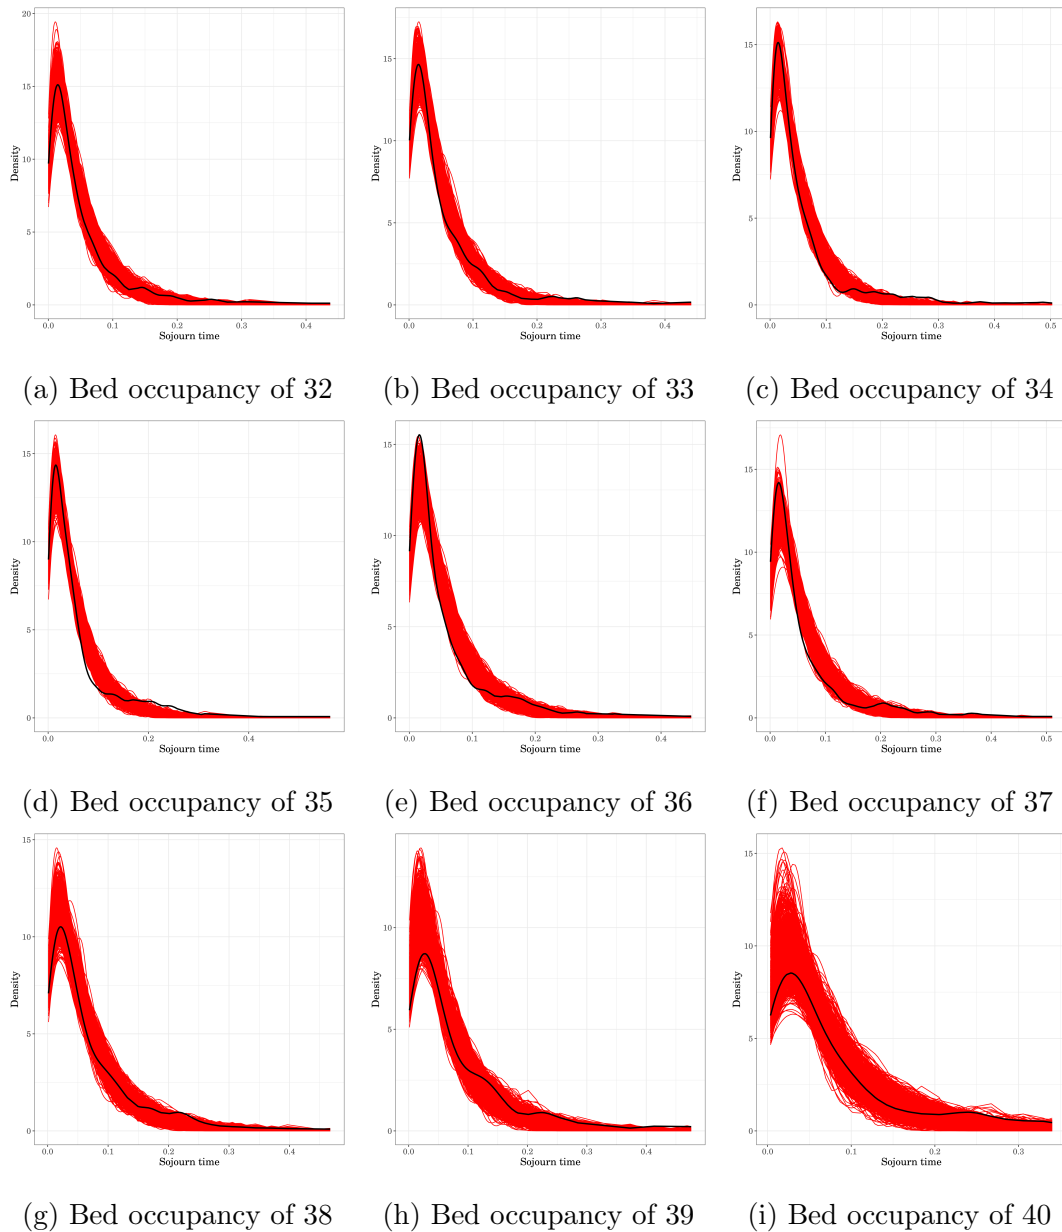 20
15
10
5
0
Density
0.0 0.1 0.2 0.3 0.4
Sojourn time
15
10
5
0
Density
0.0 0.1 0.2 0.3 0.4
Sojourn time
15
10
5
0
Density
0.0 0.1 0.2 0.3 0.4 0.5
Sojourn time
(a) Bed occupancy of 32
(b) Bed occupancy of 33
(c) Bed occupancy of 34
15
10
5
0
Density
0.0 0.2 0.4
Sojourn time
15
10
5
0
Density
0.0 0.1 0.2 0.3 0.4
Sojourn time
15
10
5
0
Density
0.0 0.1 0.2 0.3 0.4 0.5
Sojourn time
(d) Bed occupancy of 35
(e) Bed occupancy of 36
(f) Bed occupancy of 37
15
10
5
0
Density
0.0 0.1 0.2 0.3 0.4
Sojourn time
10
5
0
Density
0.0 0.1 0.2 0.3 0.4
Sojourn time
15
10
5
0
Density
0.0 0.1 0.2 0.3
Sojourn time
(g) Bed occupancy of 38
(h) Bed occupancy of 39
(i) Bed occupancy of 40